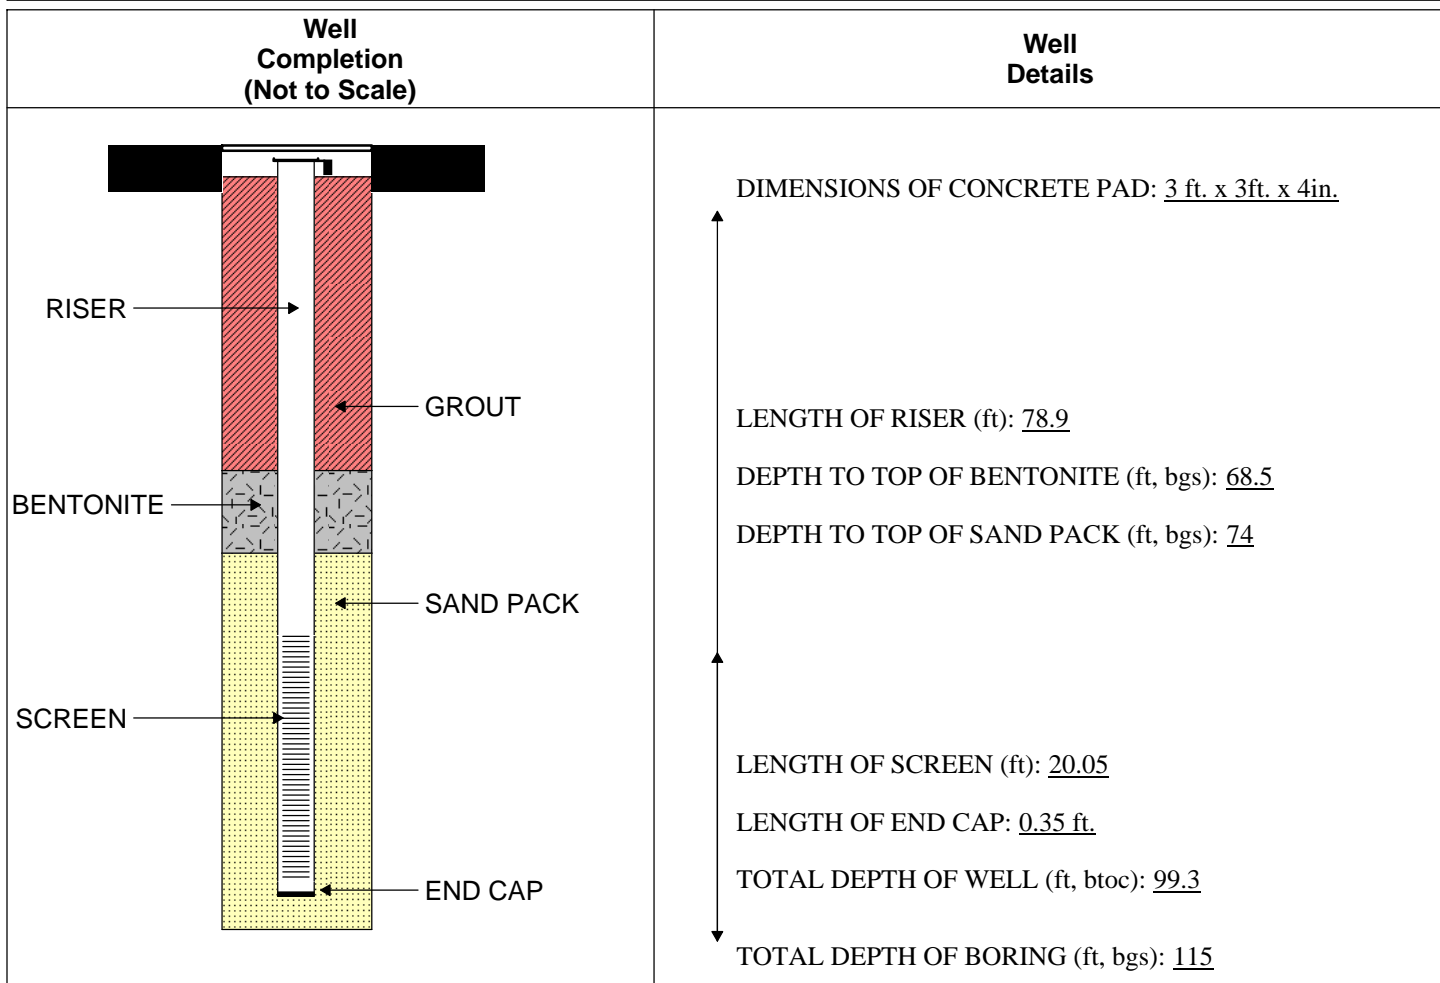 Well
Completion
(Not to Scale)
Well
Details
RISER
GROUT
BENTONITE
SAND PACK
SCREEN
END CAP
DIMENSIONS OF CONCRETE PAD: 3 ft. x 3ft. x 4in.
LENGTH OF RISER (ft): 78.9
DEPTH TO TOP OF BENTONITE (ft, bgs): 68.5
DEPTH TO TOP OF SAND PACK (ft, bgs): 74
LENGTH OF SCREEN (ft): 20.05
LENGTH OF END CAP: 0.35 ft.
TOTAL DEPTH OF WELL (ft, btoc): 99.3
TOTAL DEPTH OF BORING (ft, bgs): 115